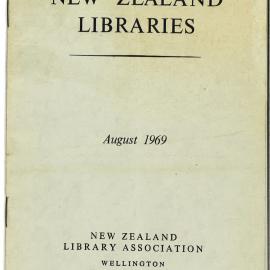 NEW ZEALAND
LIBRARIES
August 1969
NEW ZEALAND
LIBRARY ASSOCIATION
WELLINGTON